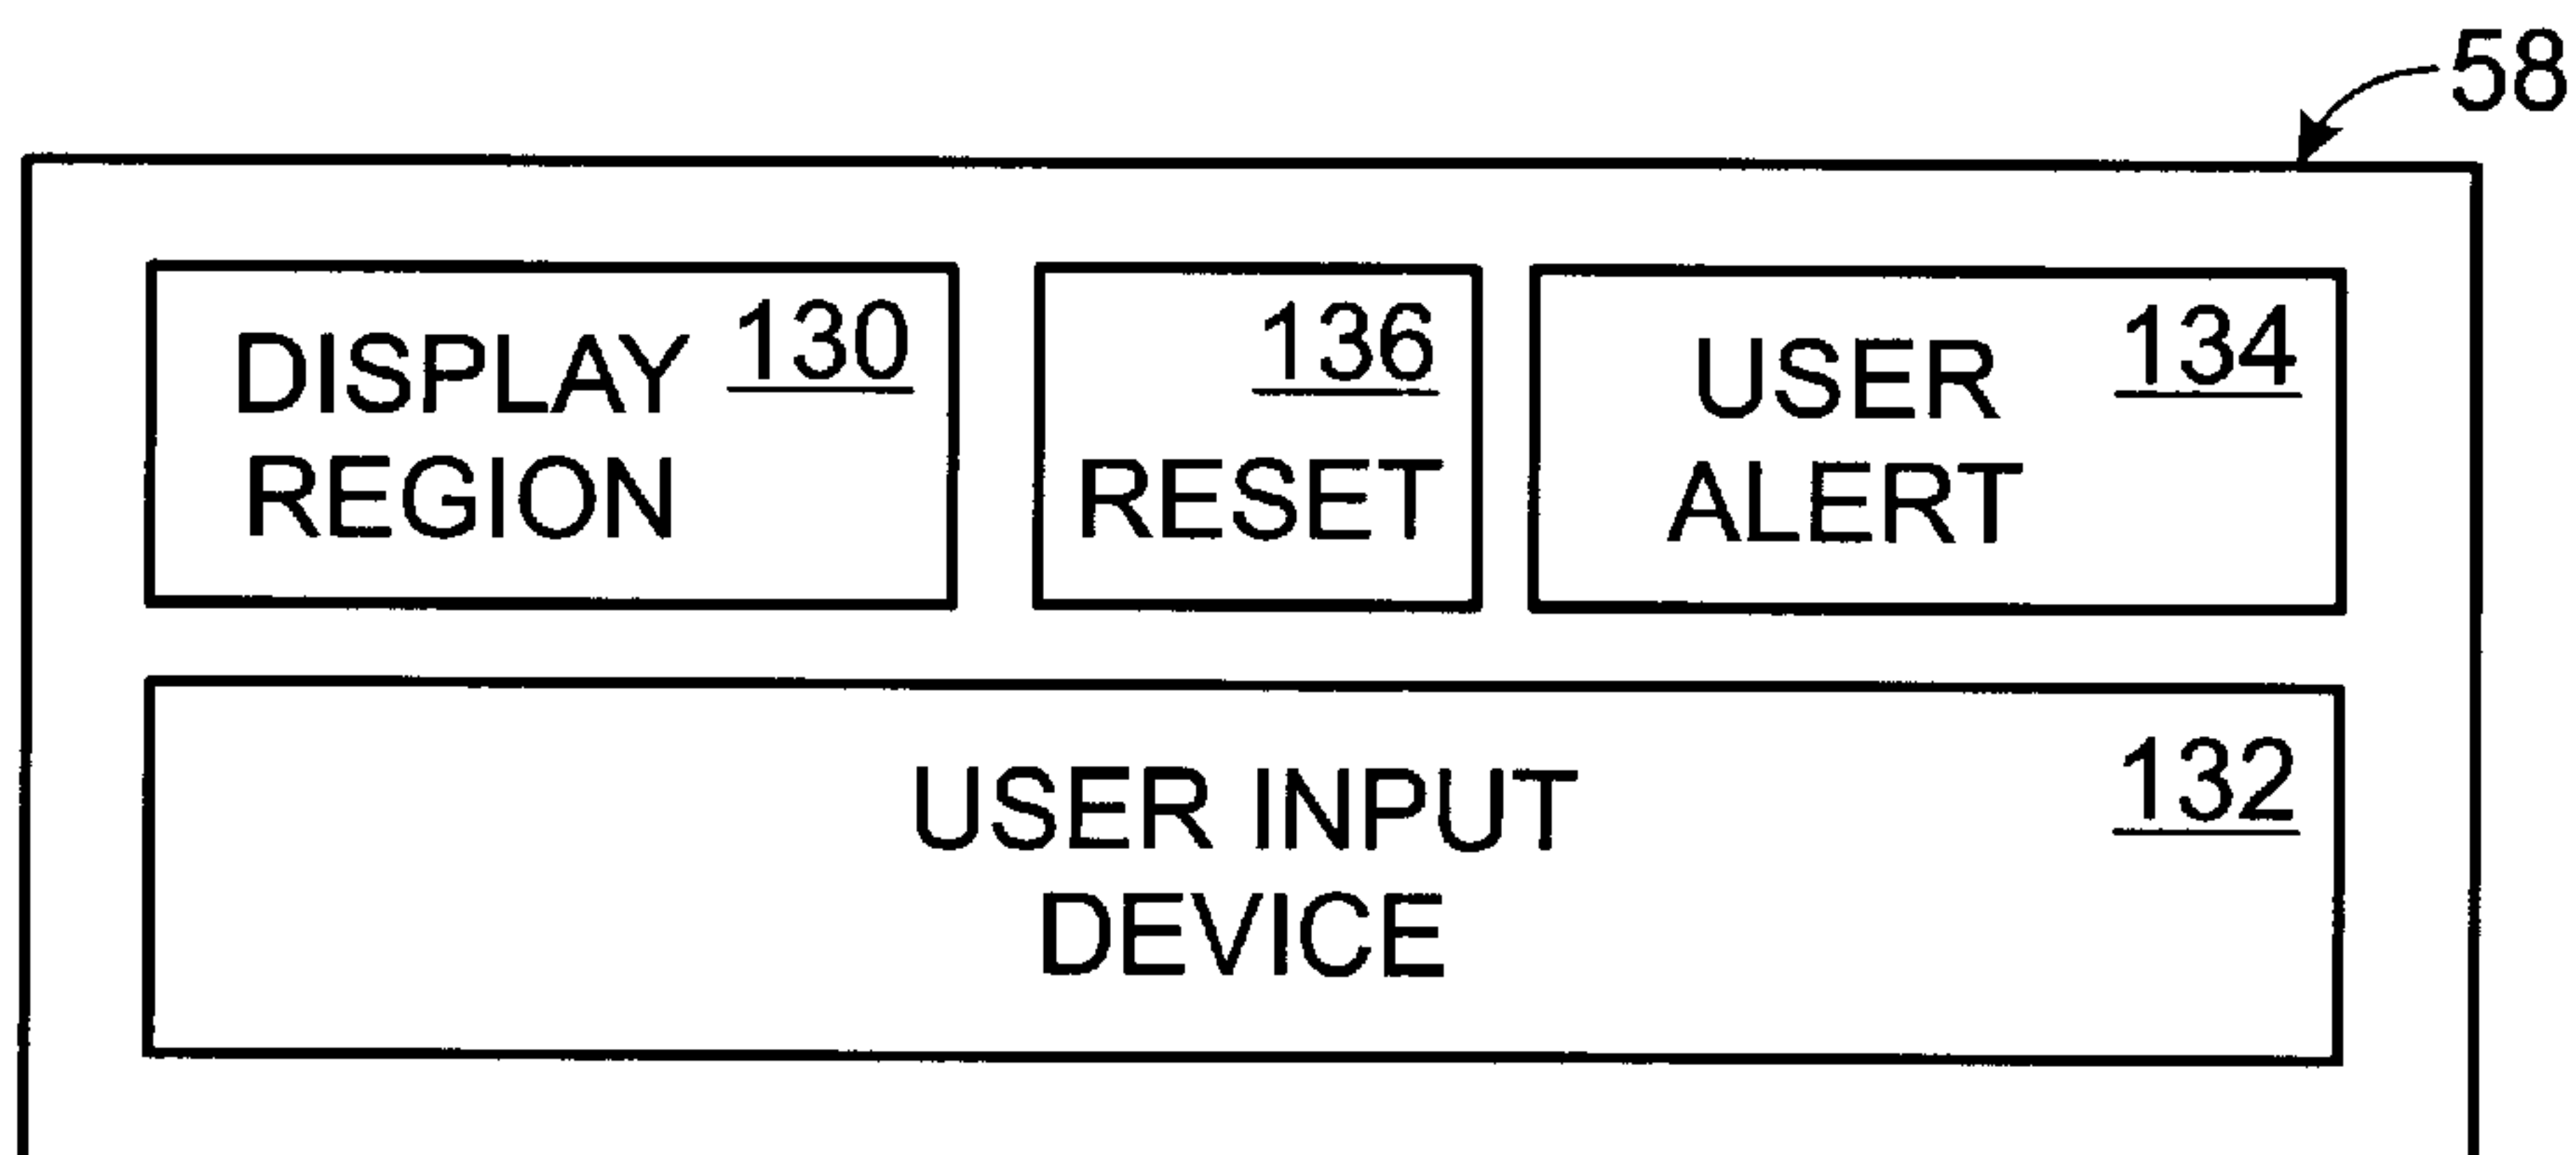 58
DISPLAY 130
REGION
136
RESET
USER 134
ALERT
132
USER INPUT
DEVICE